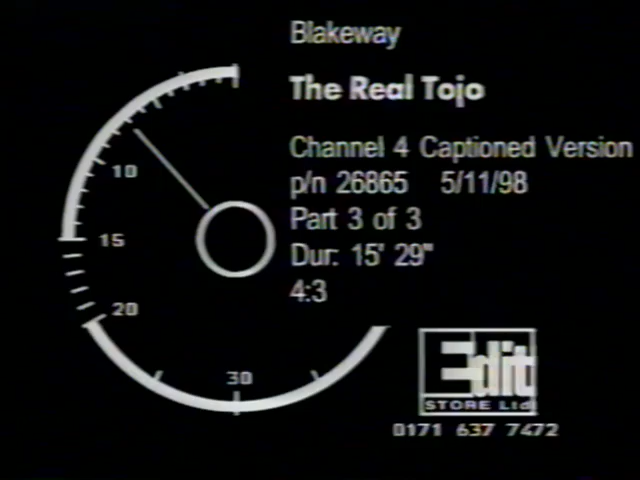 Blakeway
The Real Tojo
Channel 4 Captioned Version
p/n 26865 5/11/98
Part 3 of 3
Dur: 15' 29"
4:3
10
15
20
30
Edit
STORE Ltd
0171 637 7472